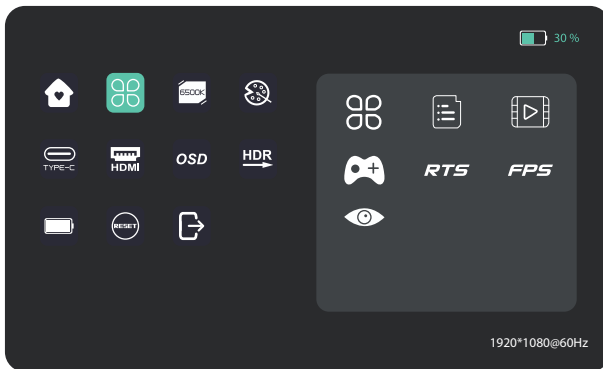 30 %
6500K
TYPE-C
HDMI
OSD
HDR
RTS
FPS
RESET
1920*1080@60Hz